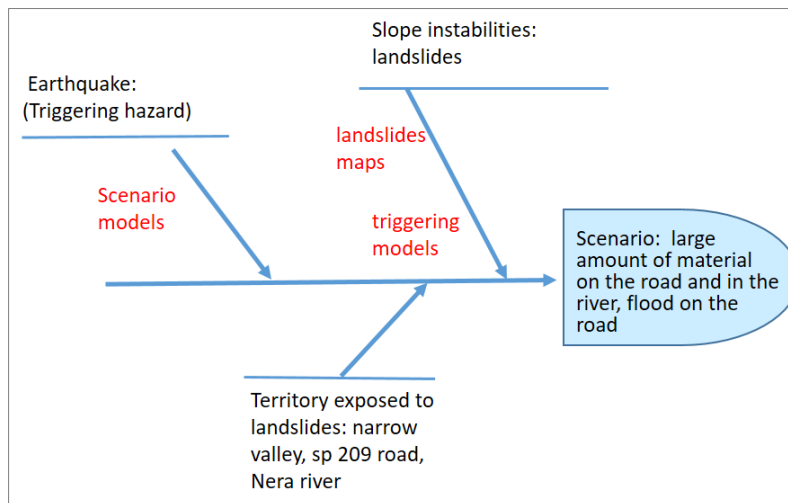 Slope instabilities:
landslides
Earthquake:
(Triggering hazard)
landslides
maps
Scenario
models
triggering
models
Scenario:  large
amount of material
on the road and in the
river, flood on the
road
Territory exposed to
landslides: narrow
valley, sp 209 road,
Nera river